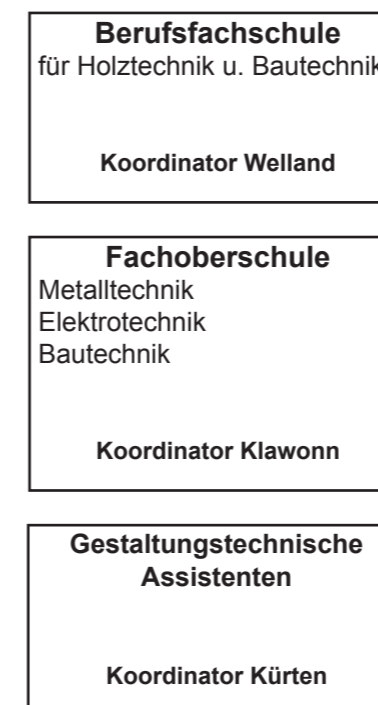 Berufsfachschule
für Holztechnik u. Bautechnik
Koordinator Welland
Fachoberschule
Metalltechnik
Elektrotechnik
Bautechnik
Koordinator Klawonn
Gestaltungstechnische
Assistenten
Koordinator Kürten